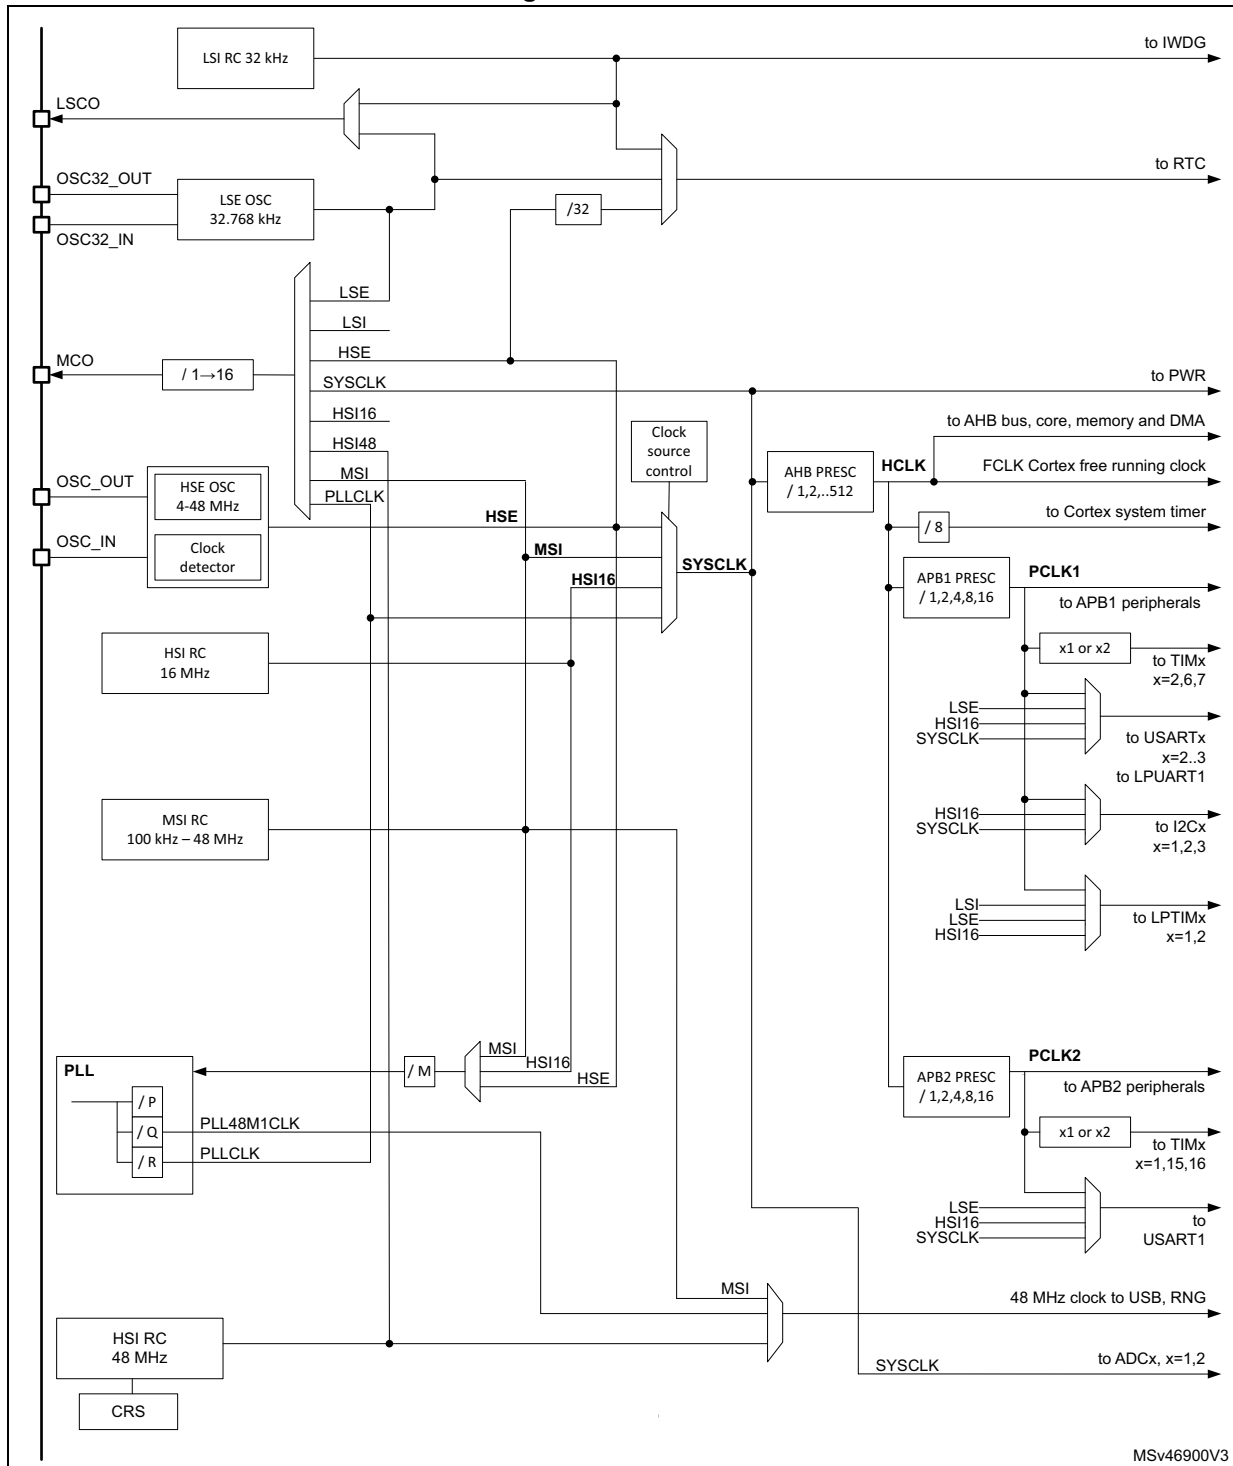 LSI RC 32 kHz
to IWDG
LSCO
OSC32_OUT
to RTC
LSE OSC
32.768 kHz
/32
OSC32_IN
LSE
LSI
MCO
HSE
/ 1→16
SYSCLK
to PWR
HSI16
to AHB bus, core, memory and DMA
Clock
source
control
HSI48
AHB PRESC
/ 1,2,..512
HCLK
FCLK Cortex free running clock
MSI
OSC_OUT
HSE OSC
4-48 MHz
PLLCLK
HSE
/ 8
to Cortex system timer
OSC_IN
Clock
detector
MSI
SYSCLK
HSI16
APB1 PRESC
/ 1,2,4,8,16
PCLK1
to APB1 peripherals
HSI RC
16 MHz
x1 or x2
to TIMx
x=2,6,7
LSE
HSI16
SYSCLK
to USARTx
x=2..3
to LPUART1
MSI RC
100 kHz – 48 MHz
HSI16
SYSCLK
to I2Cx
x=1,2,3
LSI
LSE
HSI16
to LPTIMx
x=1,2
MSI
HSI16
HSE
/ M
PLL
/ P
/ Q
/ R
PLL48M1CLK
PLLCLK
APB2 PRESC
/ 1,2,4,8,16
PCLK2
to APB2 peripherals
x1 or x2
to TIMx
x=1,15,16
LSE
HSI16
SYSCLK
to
USART1
MSI
48 MHz clock to USB, RNG
HSI RC
48 MHz
SYSCLK
to ADCx, x=1,2
CRS
MSv46900V3